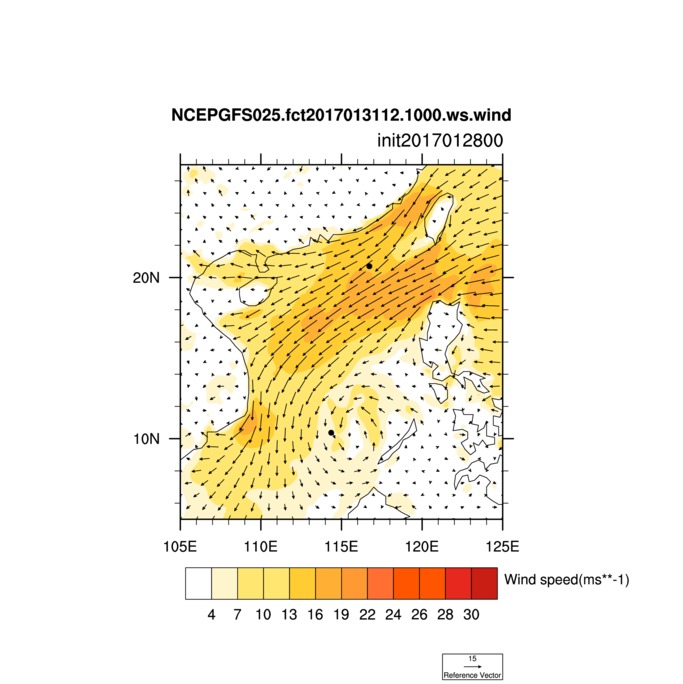 NCEPGFS025.fct2017013112.1000.ws.wind
init2017012800
20N
10N
105E 110E 115E 120E 125E
Wind speed(ms**-1)
4 7 10 13 16 19 22 24 26 28 30
15
Reference Vector